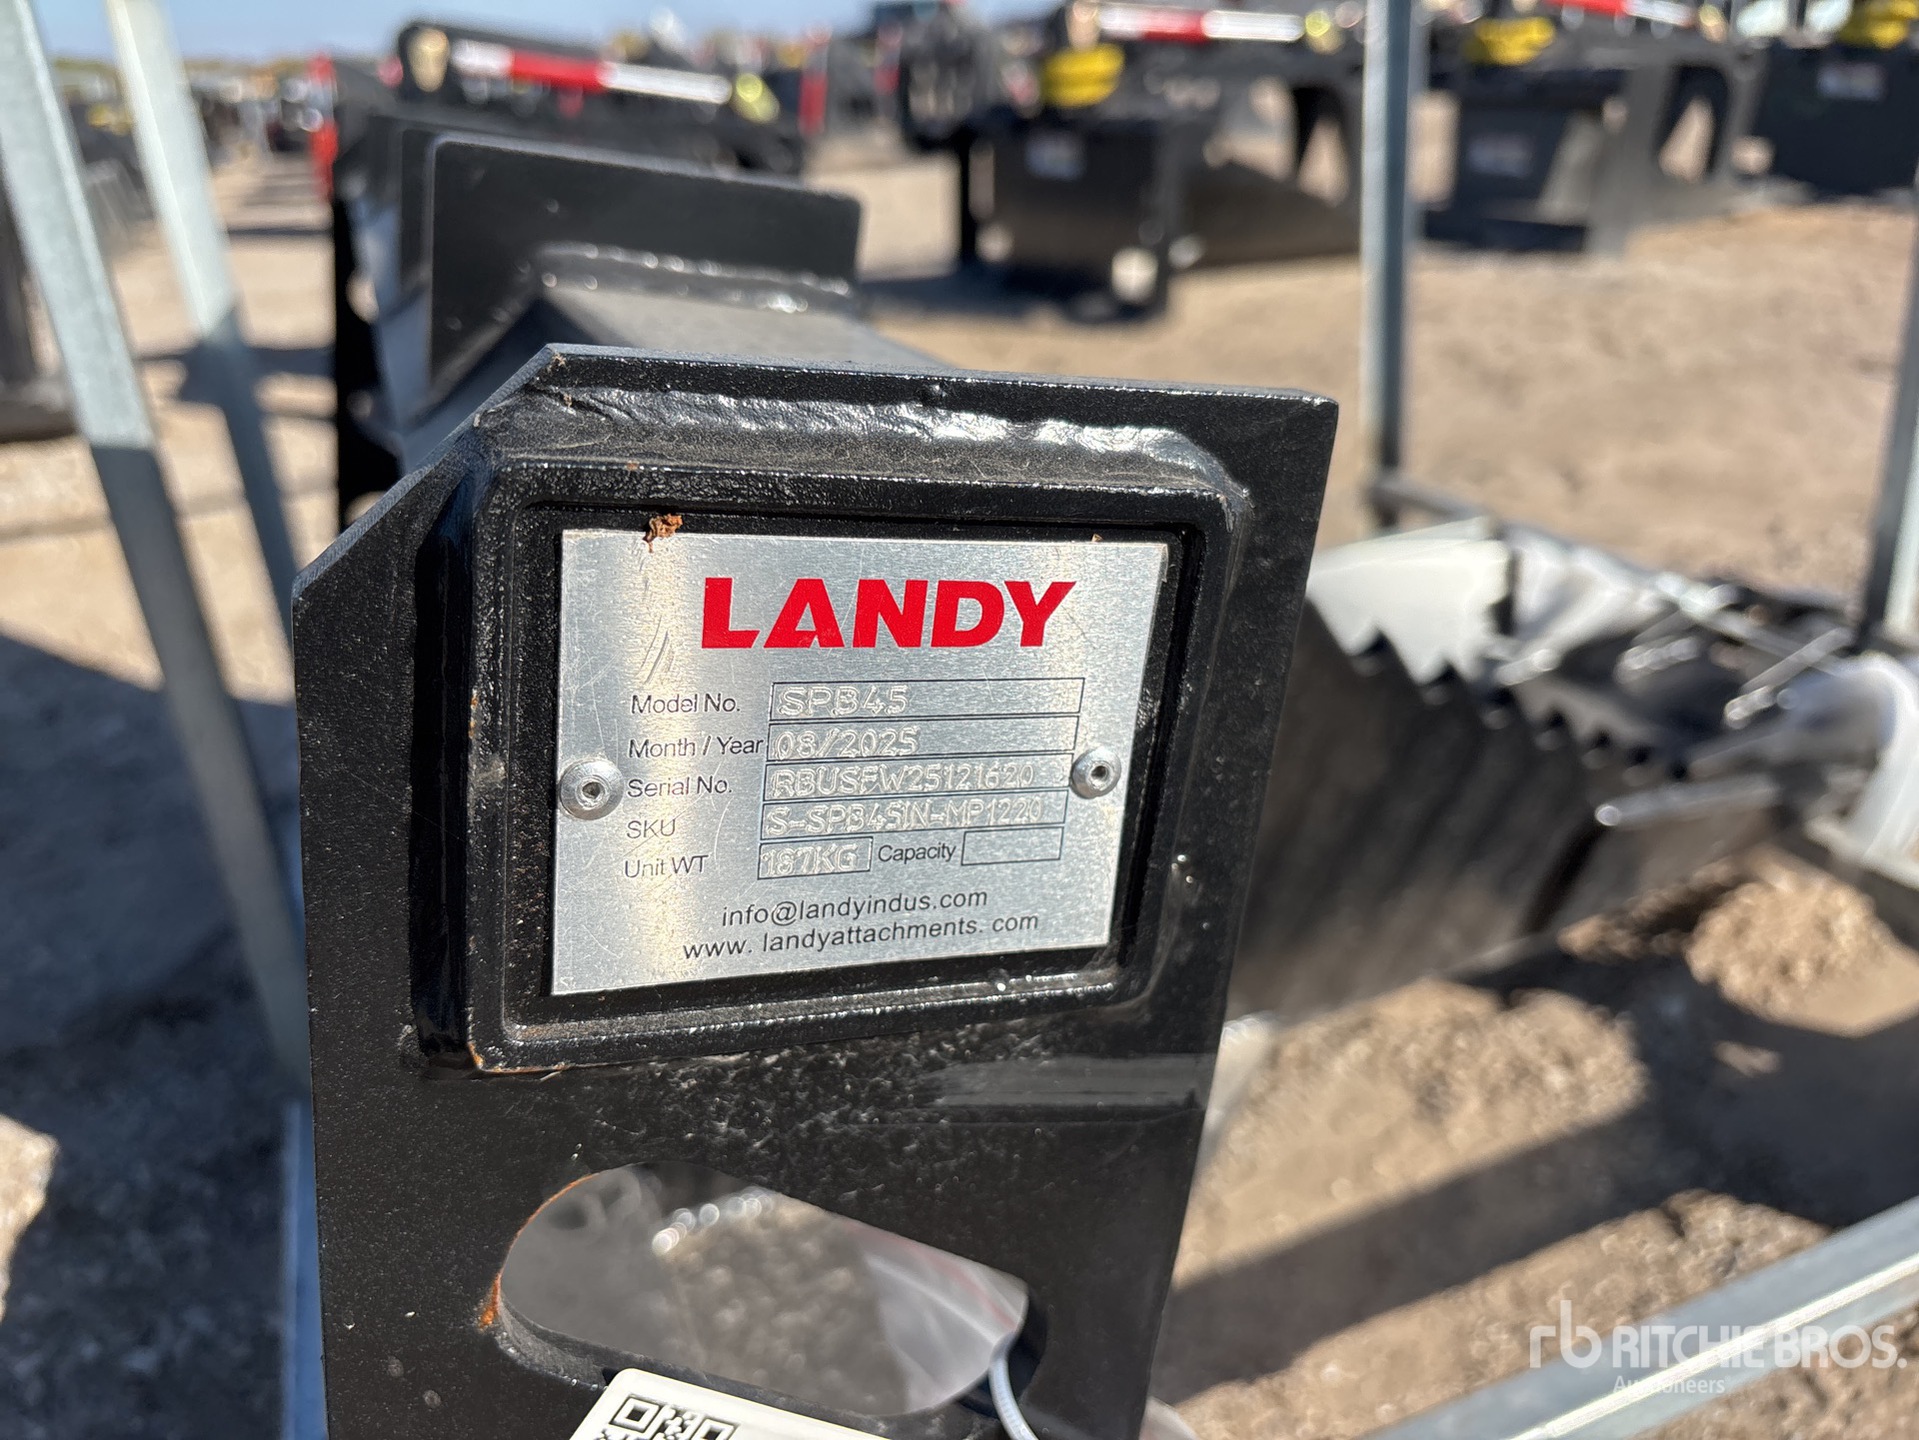 LANDY
Model No. SPB45
Month / Year 08/2025
Serial No. RBUSFW25121620
SKU S-SPB45IN-MP1220
Unit WT 187KG Capacity
info@landyindus.com
www. landyattachments. com
rb RITCHIE BROS.
Auctioneers